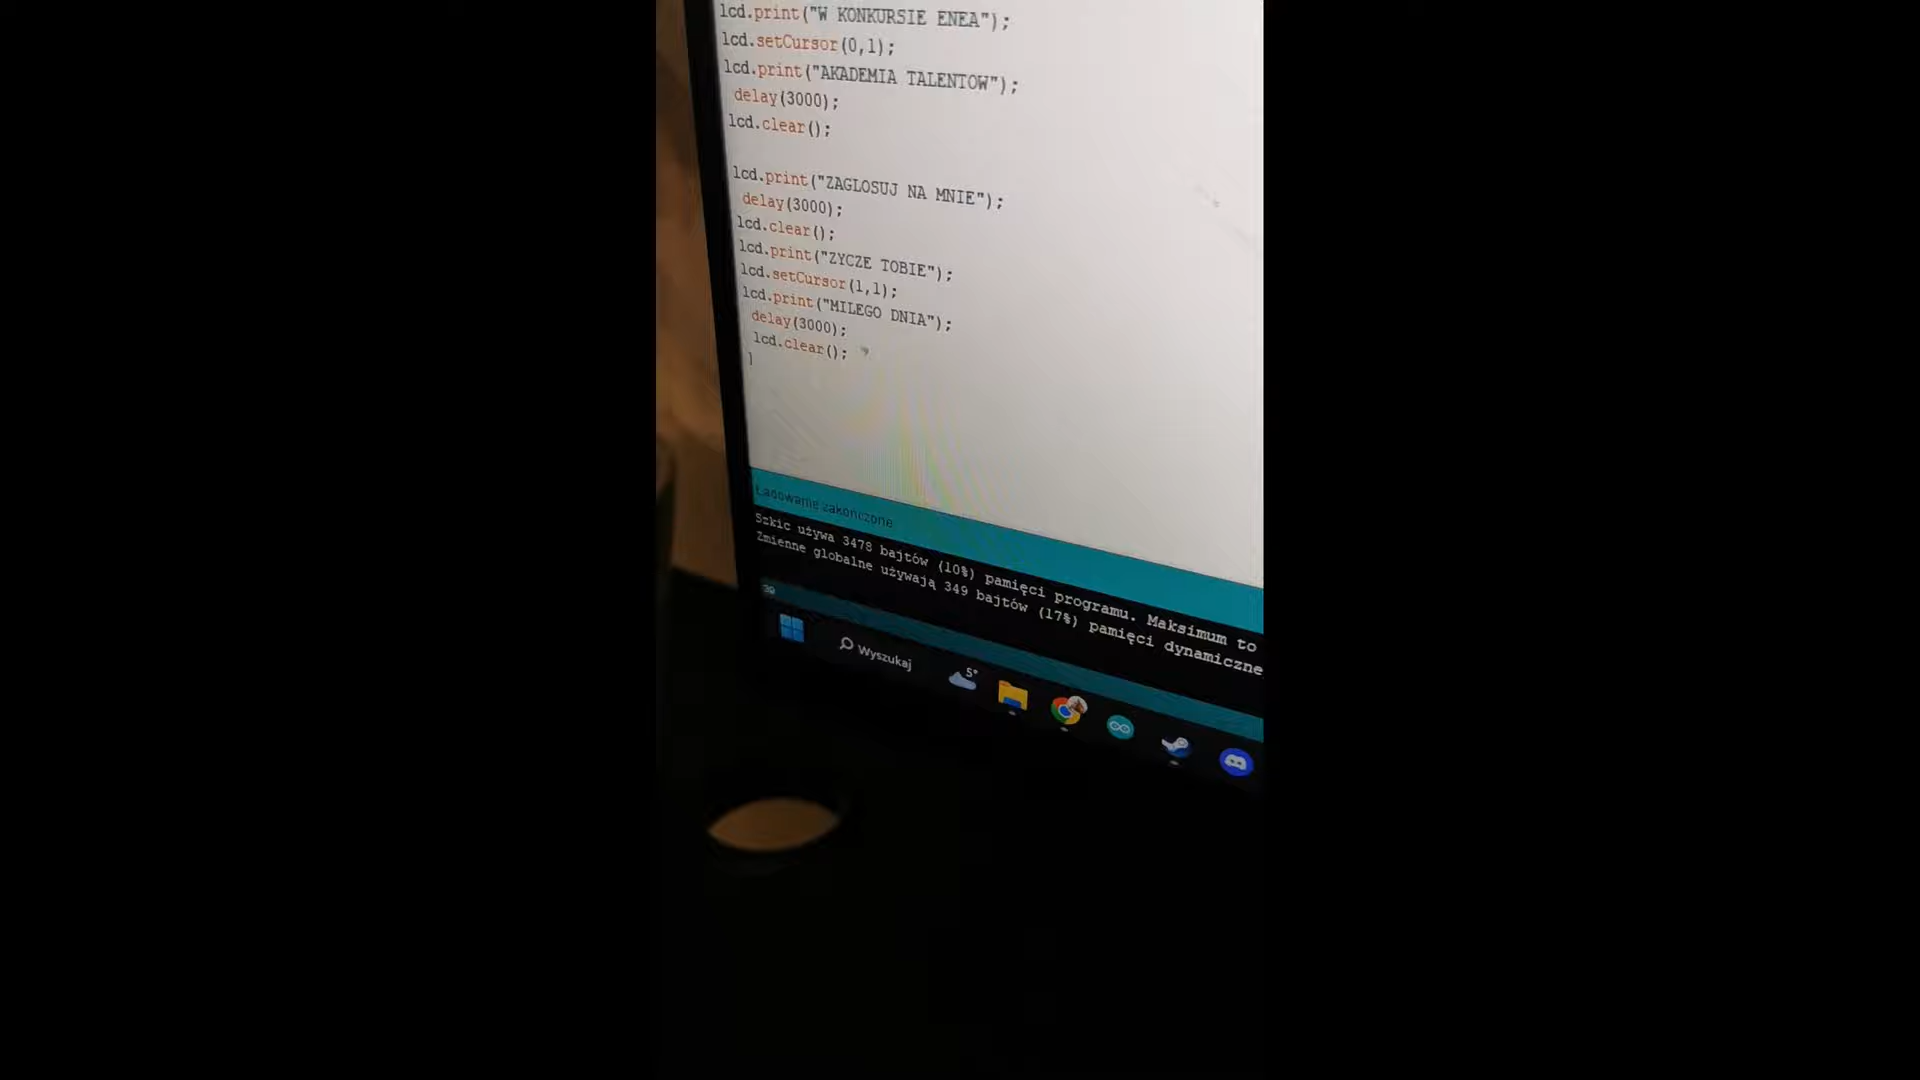 lcd.print("W KONKURSIE ENEA");
lcd.setCursor(0,1);
lcd.print("AKADEMIA TALENTOW");
delay(3000);
lcd.clear();
lcd.print("ZAGLOSUJ NA MNIE");
delay(3000);
lcd.clear();
lcd.print("ZYCZE TOBIE");
lcd.setCursor(1,1);
lcd.print("MILEGO DNIA");
delay(3000);
lcd.clear();
}
Ładowanie zakończone
Szkic używa 3478 bajtów (10%) pamięci programu. Maksimum to
Zmienne globalne używają 349 bajtów (17%) pamięci dynamicznej
39
Wyszukaj
5°